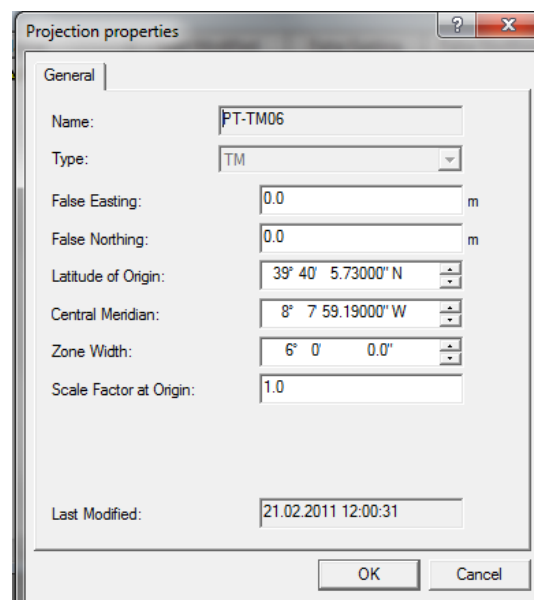 Projection properties
General
Name: PT-TM06
Type: TM
False Easting: 0.0 m
False Northing: 0.0 m
Latitude of Origin: 39° 40' 5.73000" N
Central Meridian: 8° 7' 59.19000" W
Zone Width: 6° 0' 0.0"
Scale Factor at Origin: 1.0
Last Modified: 21.02.2011 12:00:31
OK Cancel